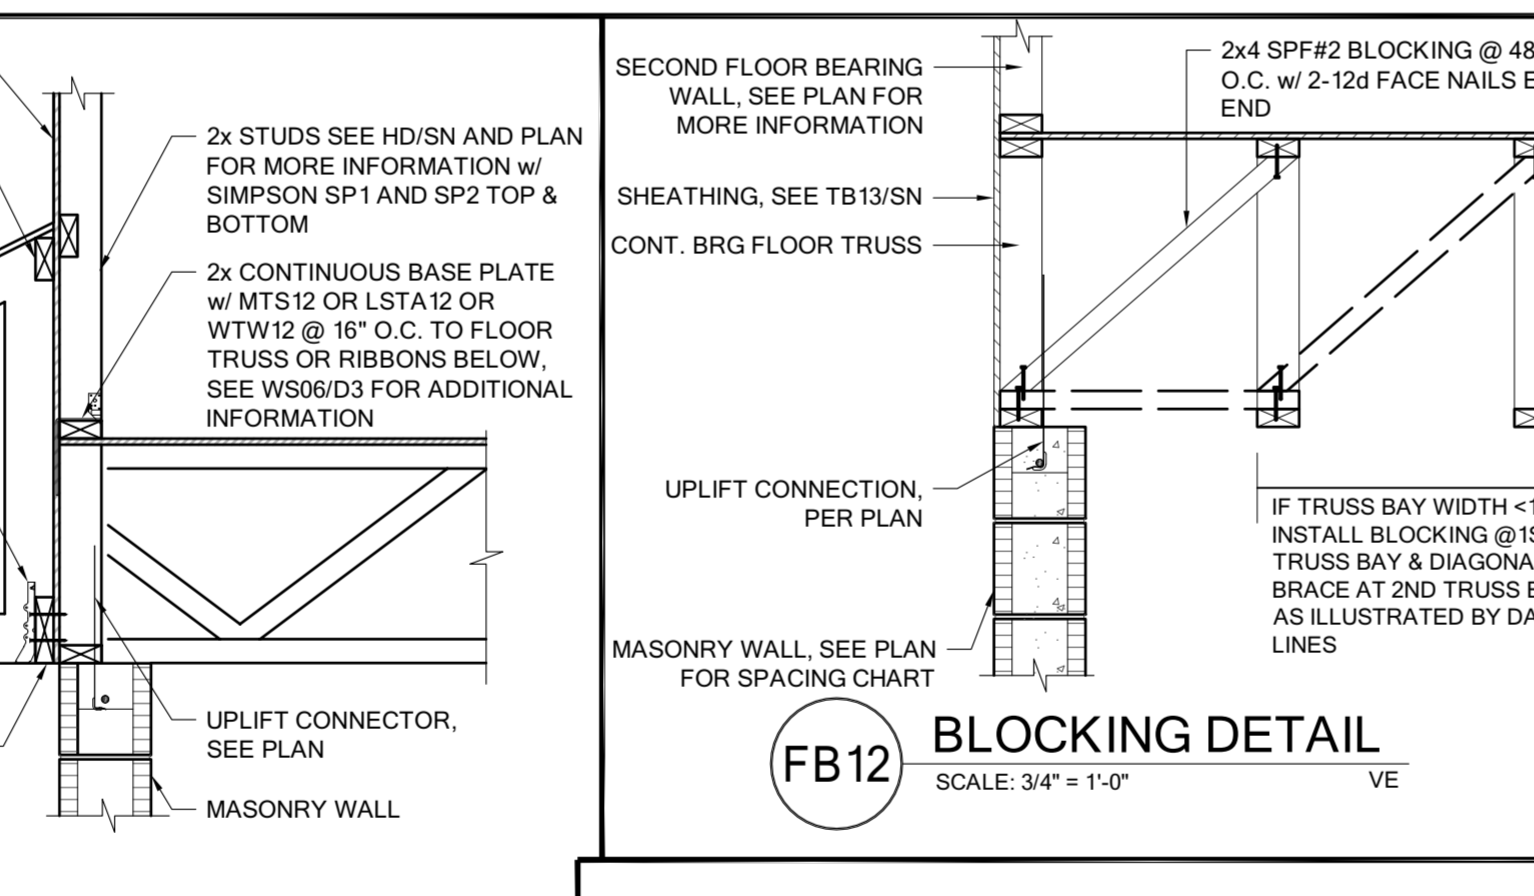 2x STUDS SEE HD/SN AND PLAN
FOR MORE INFORMATION w/
SIMPSON SP1 AND SP2 TOP &
BOTTOM
2x CONTINUOUS BASE PLATE
w/ MTS12 OR LSTA12 OR
WTW12 @ 16" O.C. TO FLOOR
TRUSS OR RIBBONS BELOW,
SEE WS06/D3 FOR ADDITIONAL
INFORMATION
UPLIFT CONNECTOR,
SEE PLAN
MASONRY WALL
SECOND FLOOR BEARING
WALL, SEE PLAN FOR
MORE INFORMATION
SHEATHING, SEE TB13/SN
CONT. BRG FLOOR TRUSS
UPLIFT CONNECTION,
PER PLAN
MASONRY WALL, SEE PLAN
FOR SPACING CHART
2x4 SPF#2 BLOCKING @ 48
O.C. w/ 2-12d FACE NAILS
END
IF TRUSS BAY WIDTH <1
INSTALL BLOCKING @1S
TRUSS BAY & DIAGONA
BRACE AT 2ND TRUSS
AS ILLUSTRATED BY DA
LINES
FB12
BLOCKING DETAIL
SCALE: 3/4" = 1'-0"
VE